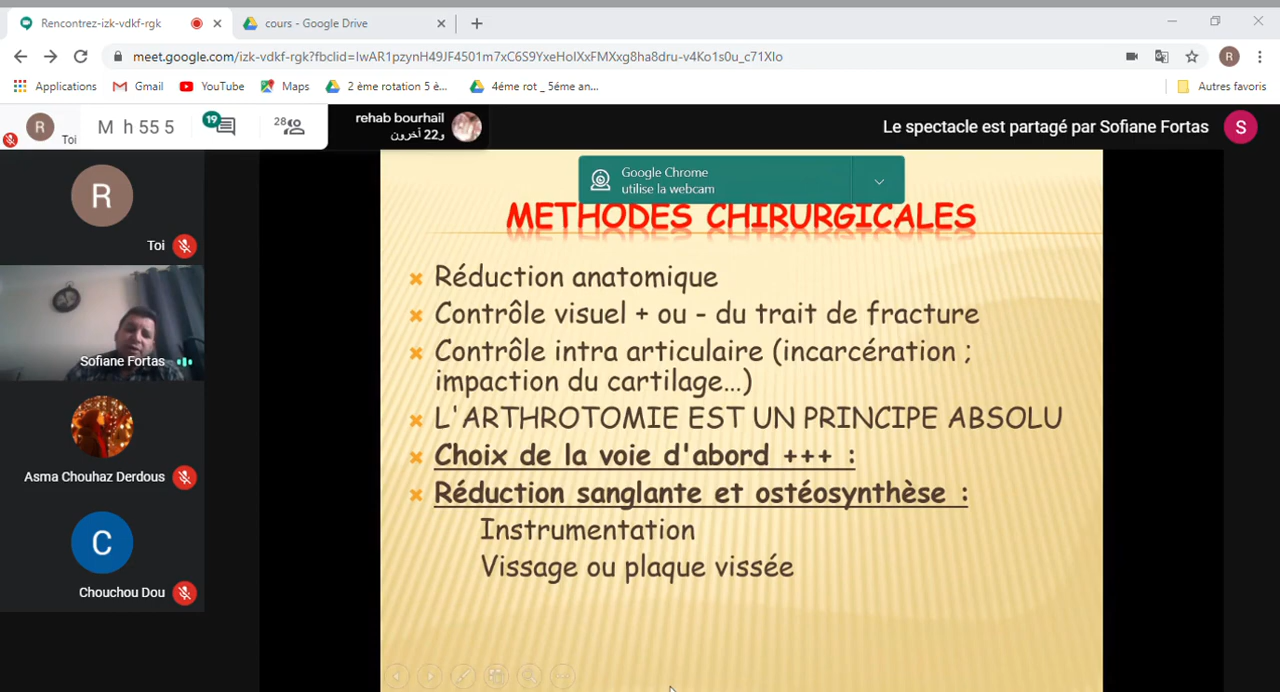 Rencontrez-izk-vdkf-rgk
cours - Google Drive
meet.google.com/izk-vdkf-rgk?fbclid=IwAR1pzynH49JF4501m7xC6S9YxeHoIXxFMXxg8ha8dru-v4Ko1s0u_c71XIo
R
Applications
Gmail
YouTube
Maps
2 ème rotation 5 è...
4éme rot _ 5éme an...
Autres favoris
R
Toi
M h 55 5
19
28
rehab bourhail
و22 آخرون
Le spectacle est partagé par Sofiane Fortas
S
Google Chrome
utilise la webcam
R
Toi
Sofiane Fortas
Asma Chouhaz Derdous
C
Chouchou Dou
METHODES CHIRURGICALES
Réduction anatomique
Contrôle visuel + ou - du trait de fracture
Contrôle intra articulaire (incarcération ;
impaction du cartilage...)
L'ARTHROTOMIE EST UN PRINCIPE ABSOLU
Choix de la voie d'abord +++ :
Réduction sanglante et ostéosynthèse :
Instrumentation
Vissage ou plaque vissée